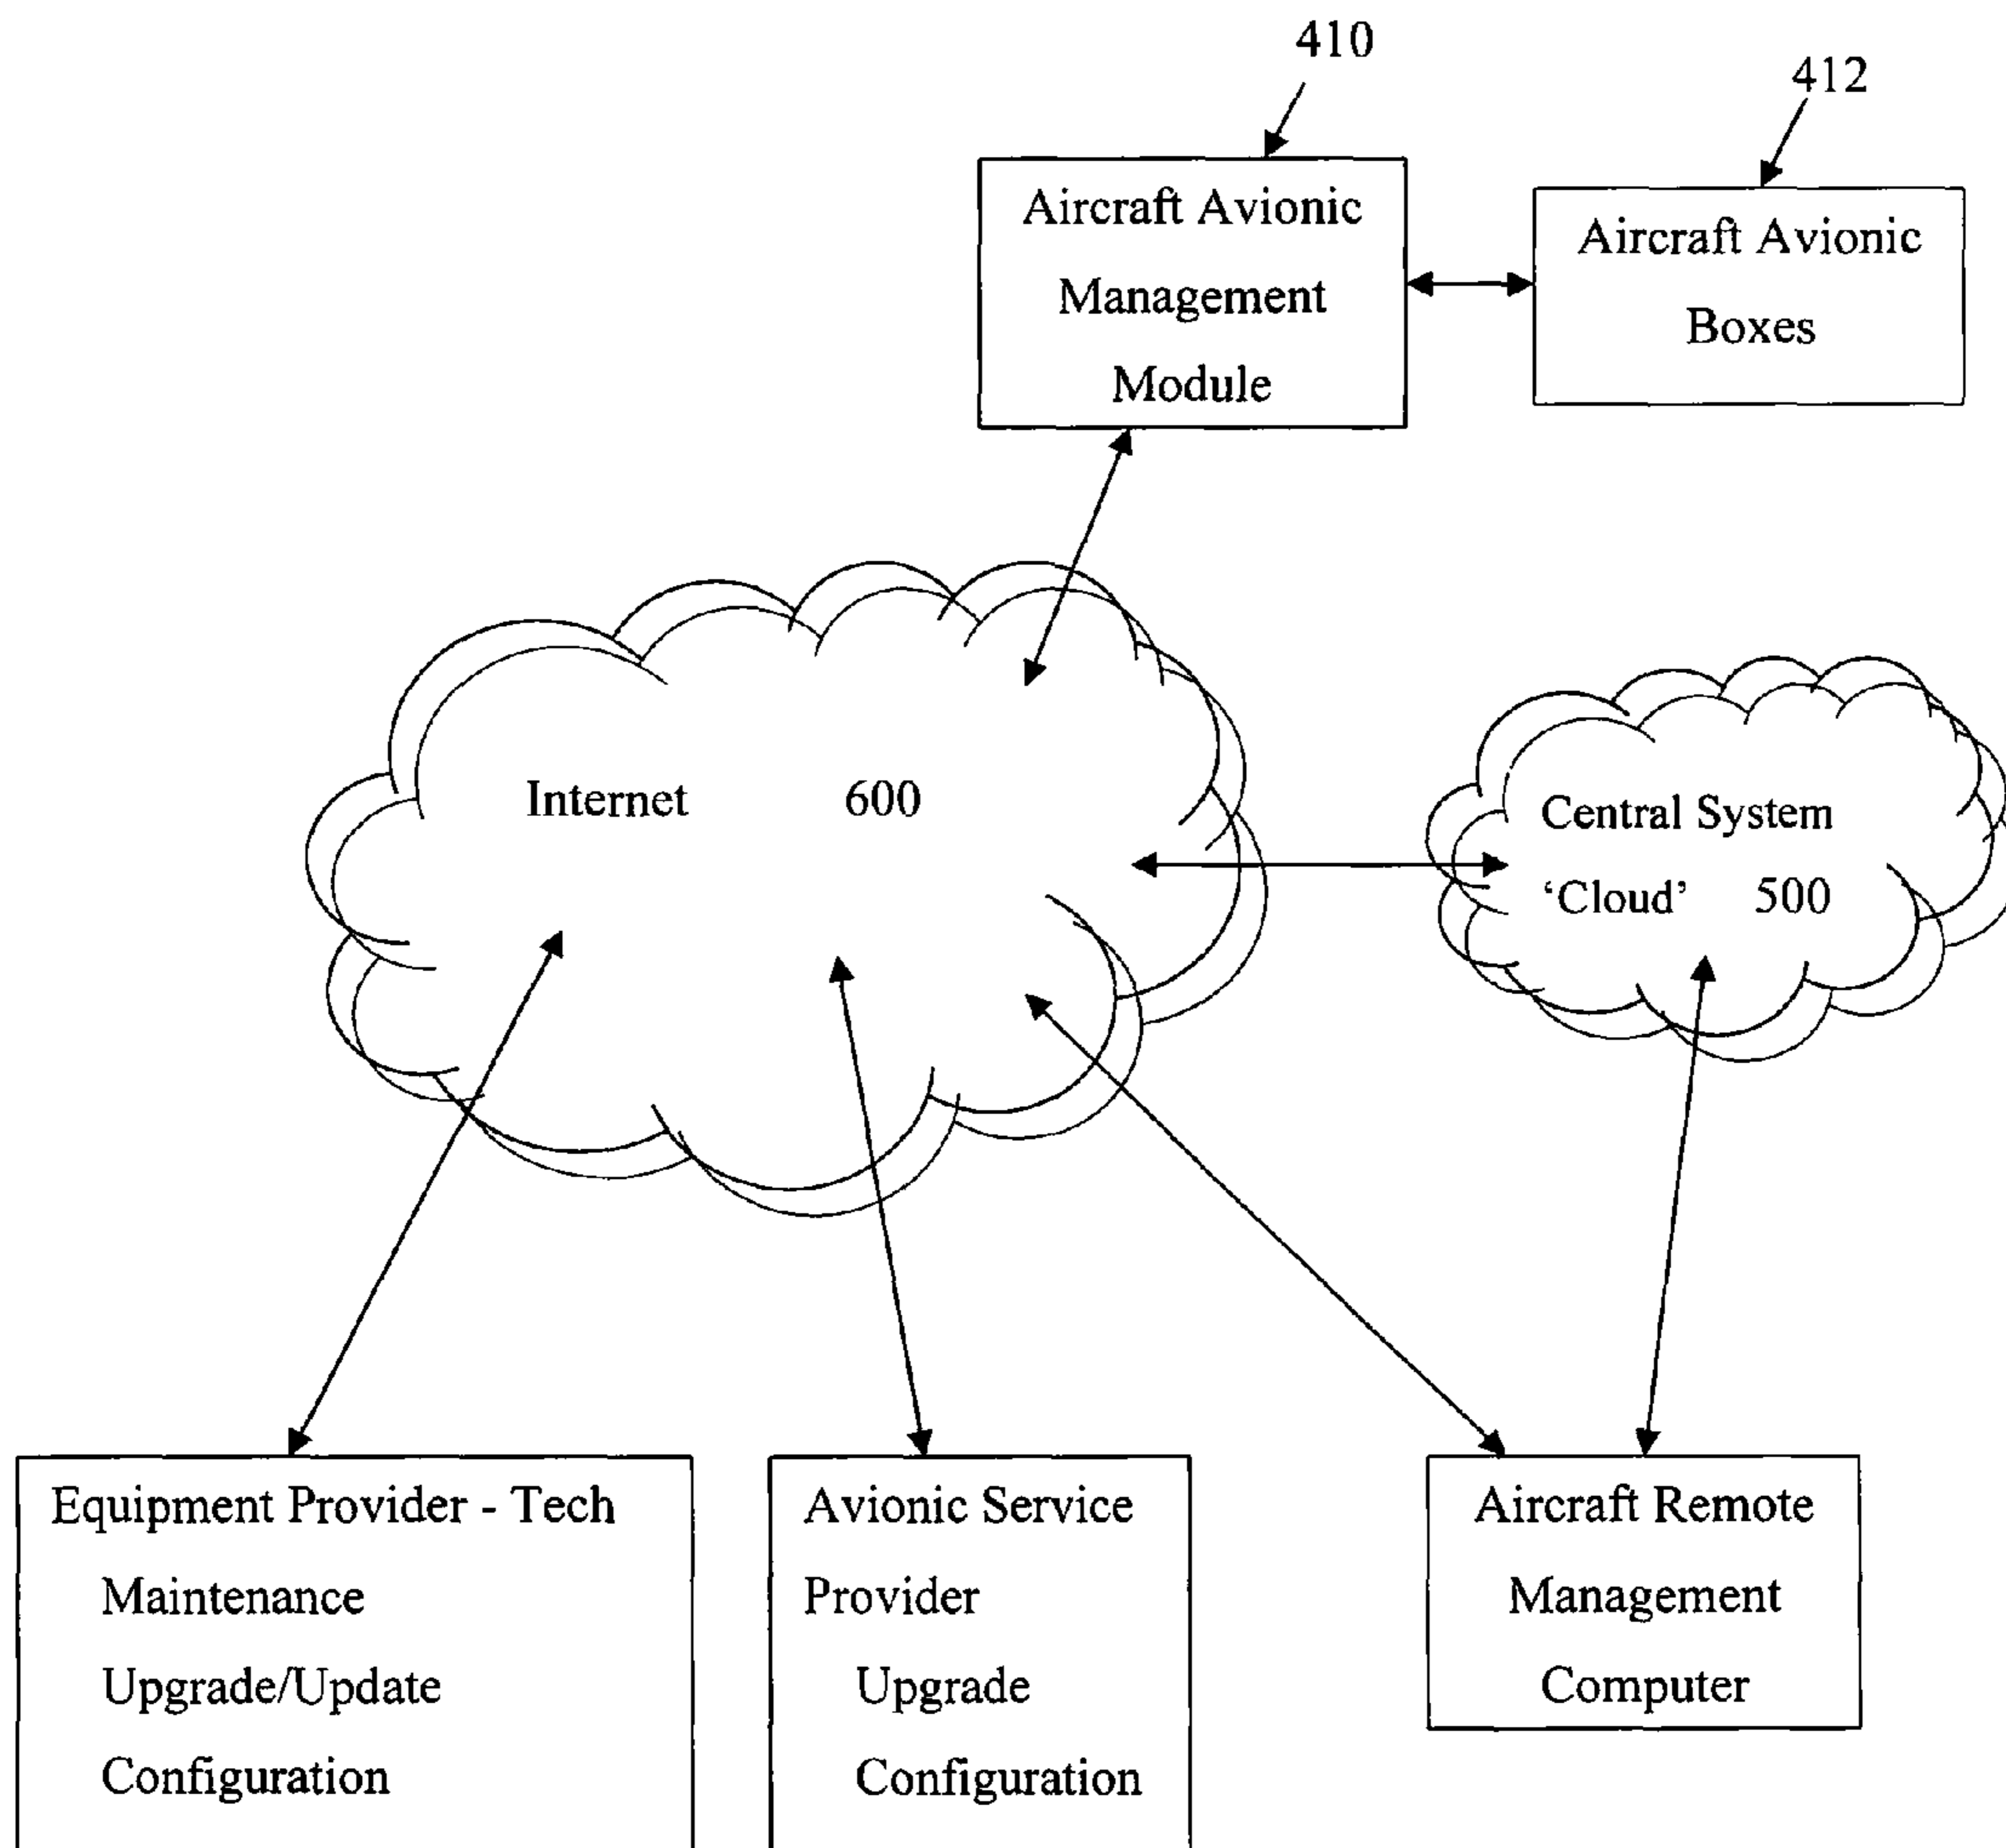 410
412
Aircraft Avionic
Management
Module
Aircraft Avionic
Boxes
Internet 600
Central System
‘Cloud’ 500
Equipment Provider - Tech
Maintenance
Upgrade/Update
Configuration
Avionic Service
Provider
Upgrade
Configuration
Aircraft Remote
Management
Computer